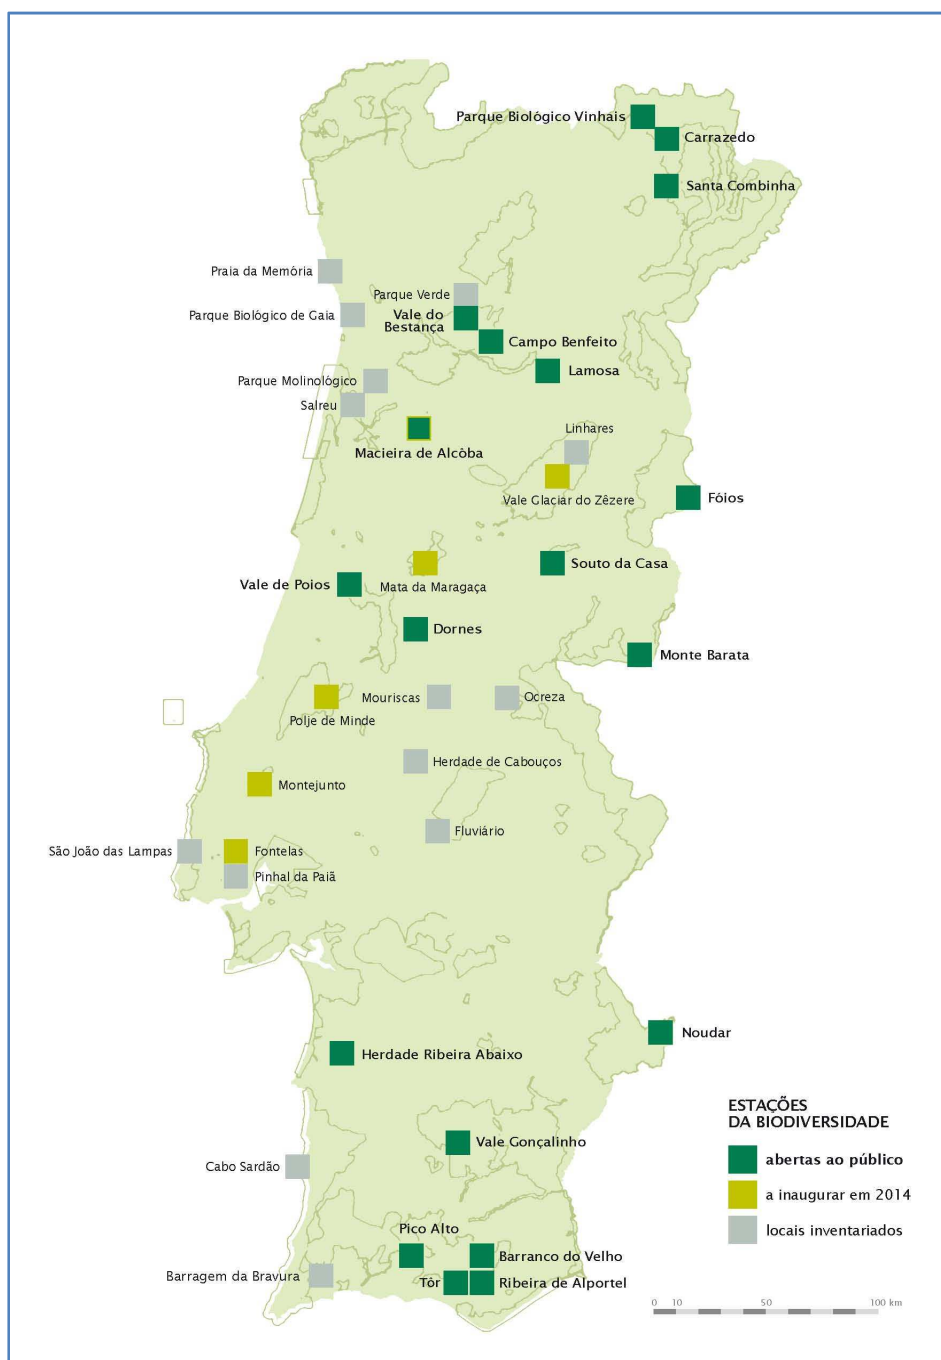 Parque Biológico Vinhais
Carrazedo
Santa Combinha
Praia da Memória
Parque Verde
Parque Biológico de Gaia
Vale do
Bestança
Campo Benfeito
Lamosa
Parque Molinológico
Salreu
Linhares
Macieira de Alcòba
Vale Glaciar do Zêzere
Fóios
Souto da Casa
Vale de Poios
Mata da Maragaça
Dornes
Monte Barata
Mouriscas
Ocreza
Polje de Minde
Herdade de Cabouços
Montejunto
Fluviário
São João das Lampas
Fontelas
Pinhal da Paiã
Noudar
Herdade Ribeira Abaixo
ESTAÇÕES
DA BIODIVERSIDADE
abertas ao público
a inaugurar em 2014
locais inventariados
Vale Gonçalinho
Cabo Sardão
Pico Alto
Barranco do Velho
Barragem da Bravura
Tôr
Ribeira de Alportel
0 10 50 100 km